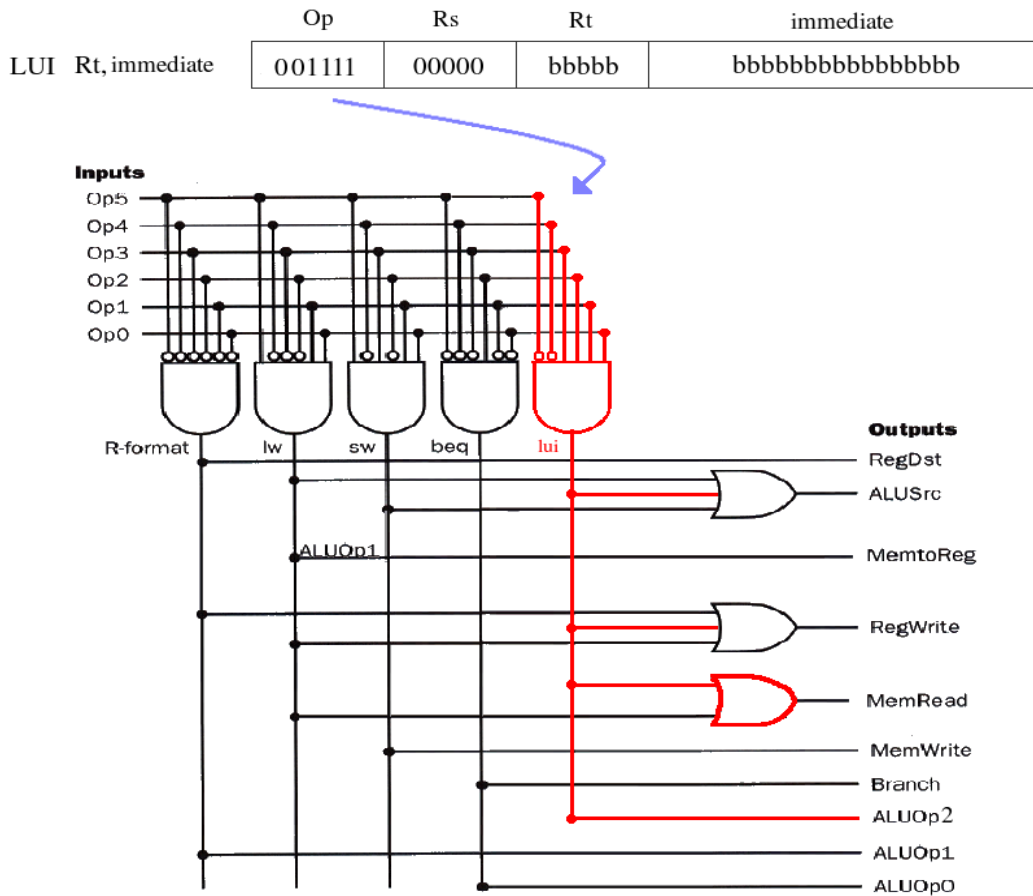 Op Rs Rt immediate
LUI Rt, immediate 001111 00000 bbbbb bbbbbbbbbbbbbbbb
Inputs
Op5
Op4
Op3
Op2
Op1
Op0
R-format lw sw beq lui
Outputs
RegDst
ALUSrc
ALUOp1 MemtoReg
RegWrite
MemRead
MemWrite
Branch
ALUOp2
ALUOp1
ALUOp0